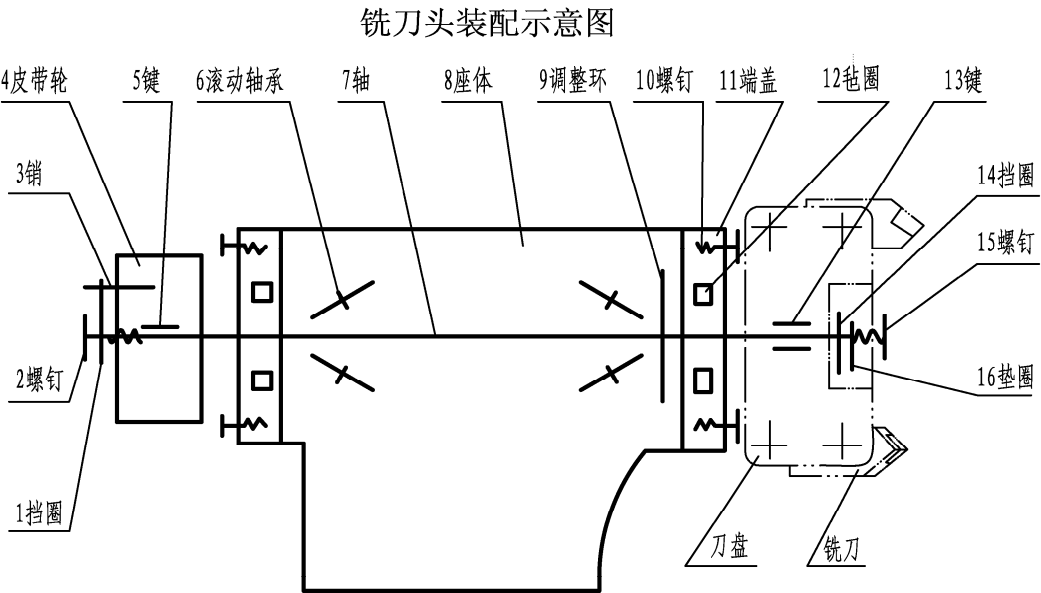 铣刀头装配示意图
4皮带轮
5键
6滚动轴承
7轴
8座体
9调整环
10螺钉
11端盖
12毡圈
13键
3销
14挡圈
15螺钉
2螺钉
16垫圈
1挡圈
刀盘
铣刀